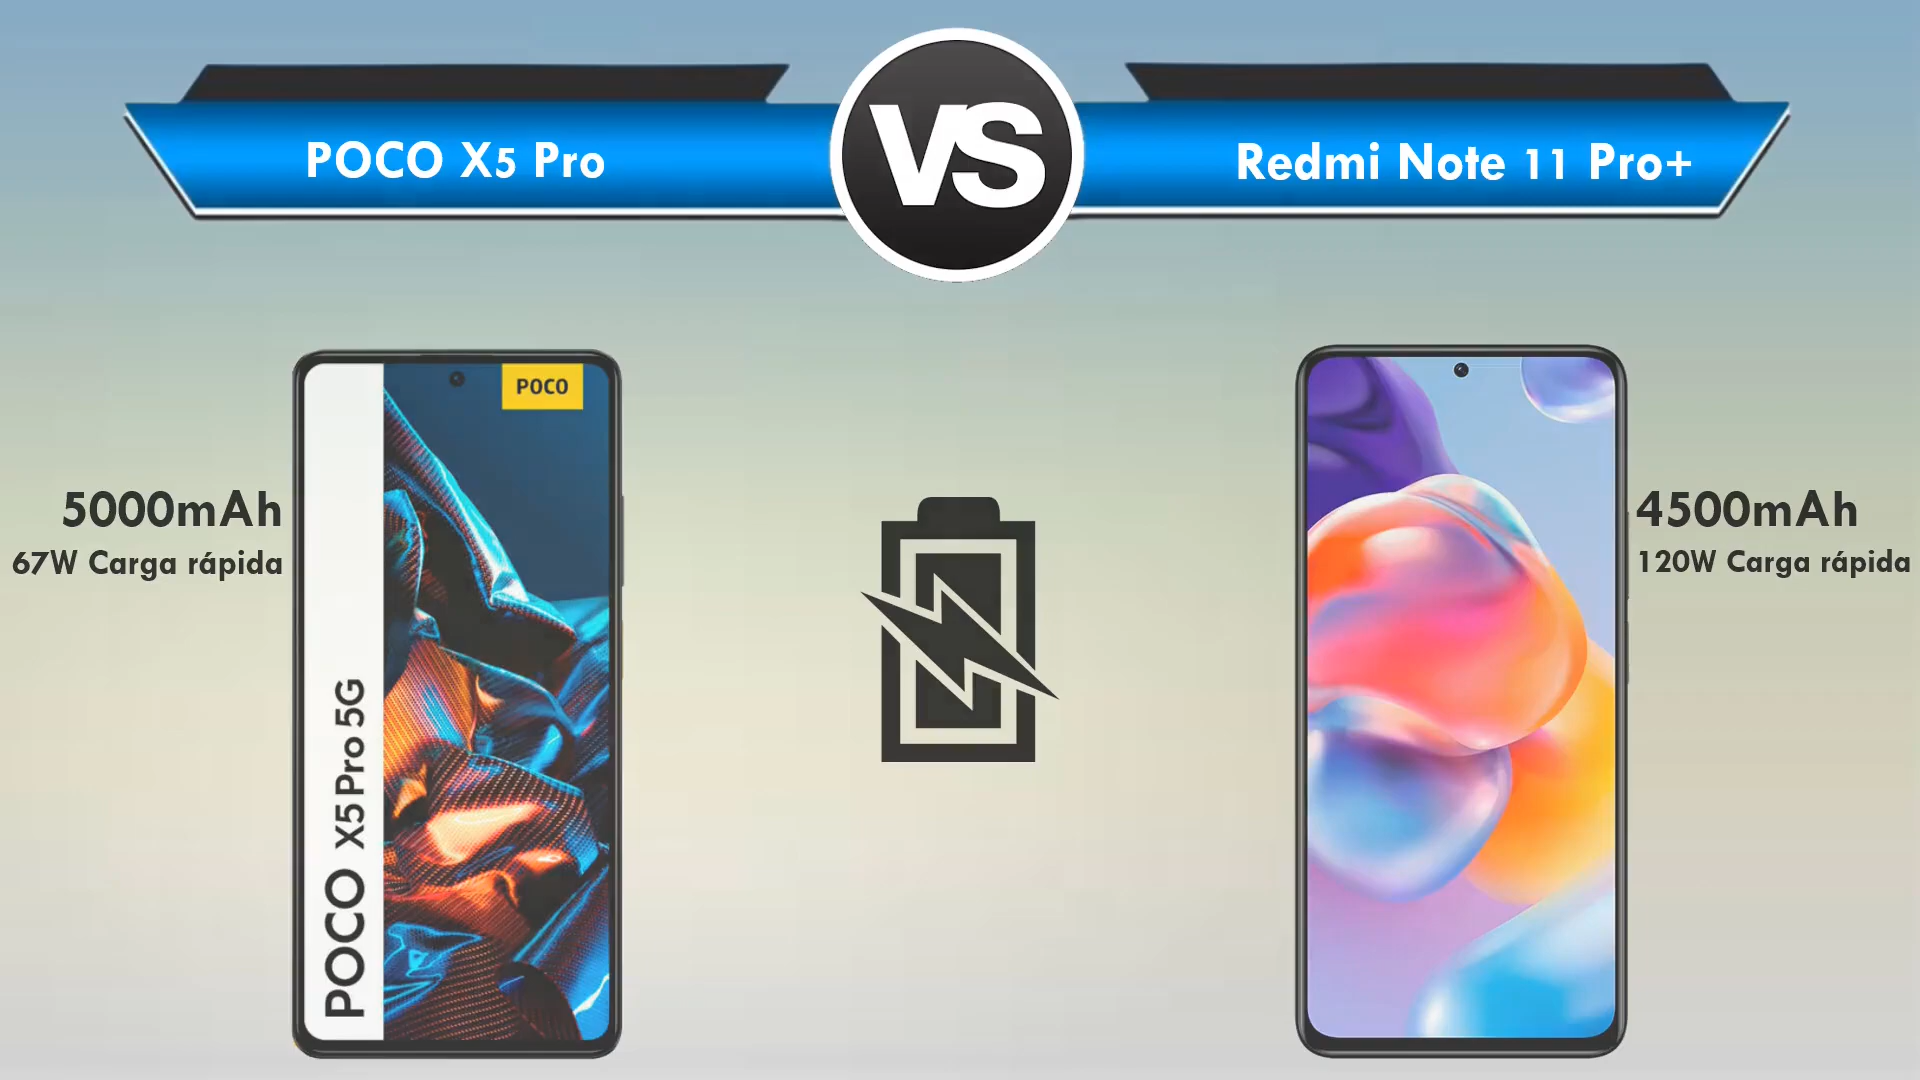 POCO X5 Pro
VS
Redmi Note 11 Pro+
POCO
5000mAh
67W Carga rápida
POCO X5 Pro 5G
4500mAh
120W Carga rápida